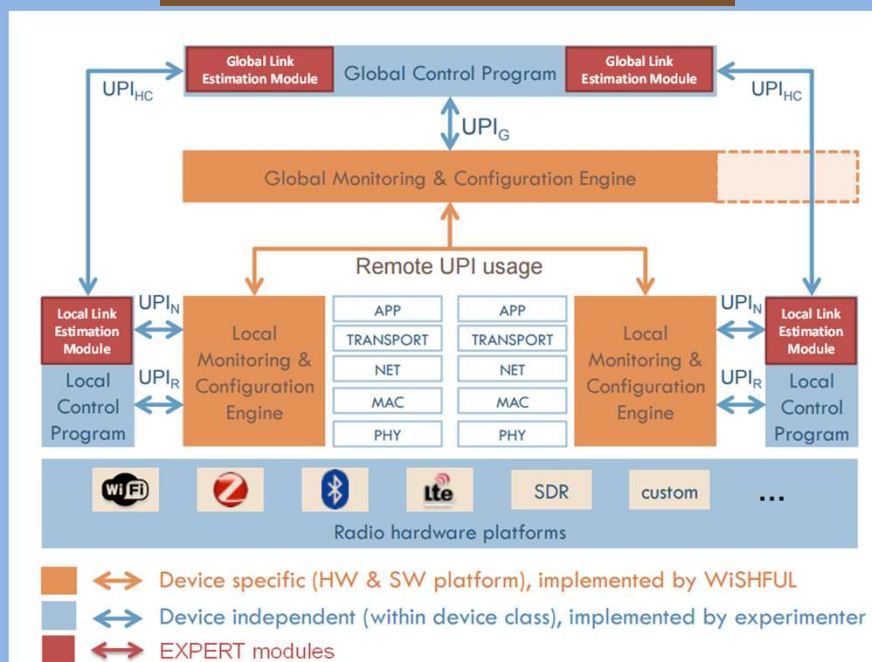 Global Link
Estimation Module
Global Control Program
Global Link
Estimation Module
UPIHC
UPIHC
UPIG
Global Monitoring & Configuration Engine
Remote UPI usage
Local Link
Estimation
Module
Local
Control
Program
UPIN
UPIR
Local
Monitoring &
Configuration
Engine
APP
TRANSPORT
NET
MAC
PHY
APP
TRANSPORT
NET
MAC
PHY
Local
Monitoring &
Configuration
Engine
UPIN
UPIR
Local Link
Estimation
Module
Local
Control
Program
WiFi
Lte
SDR
custom
...
Radio hardware platforms
Device specific (HW & SW platform), implemented by WiSHFUL
Device independent (within device class), implemented by experimenter
EXPERT modules